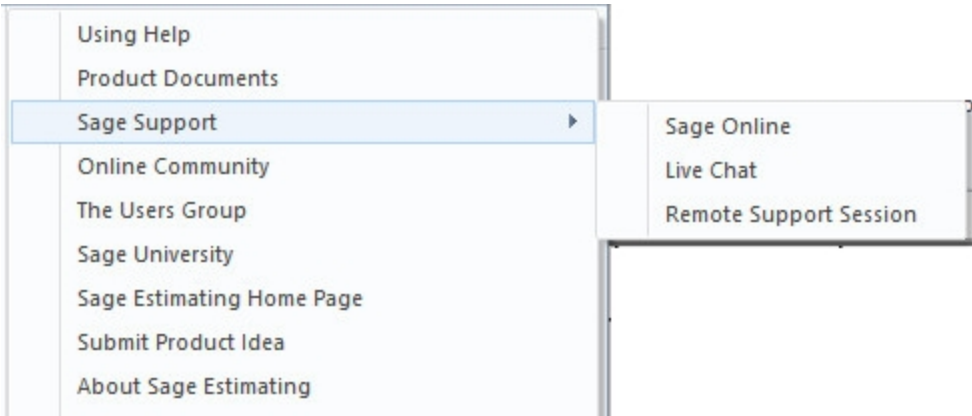 Using Help
Product Documents
Sage Support
Sage Online
Live Chat
Remote Support Session
Online Community
The Users Group
Sage University
Sage Estimating Home Page
Submit Product Idea
About Sage Estimating